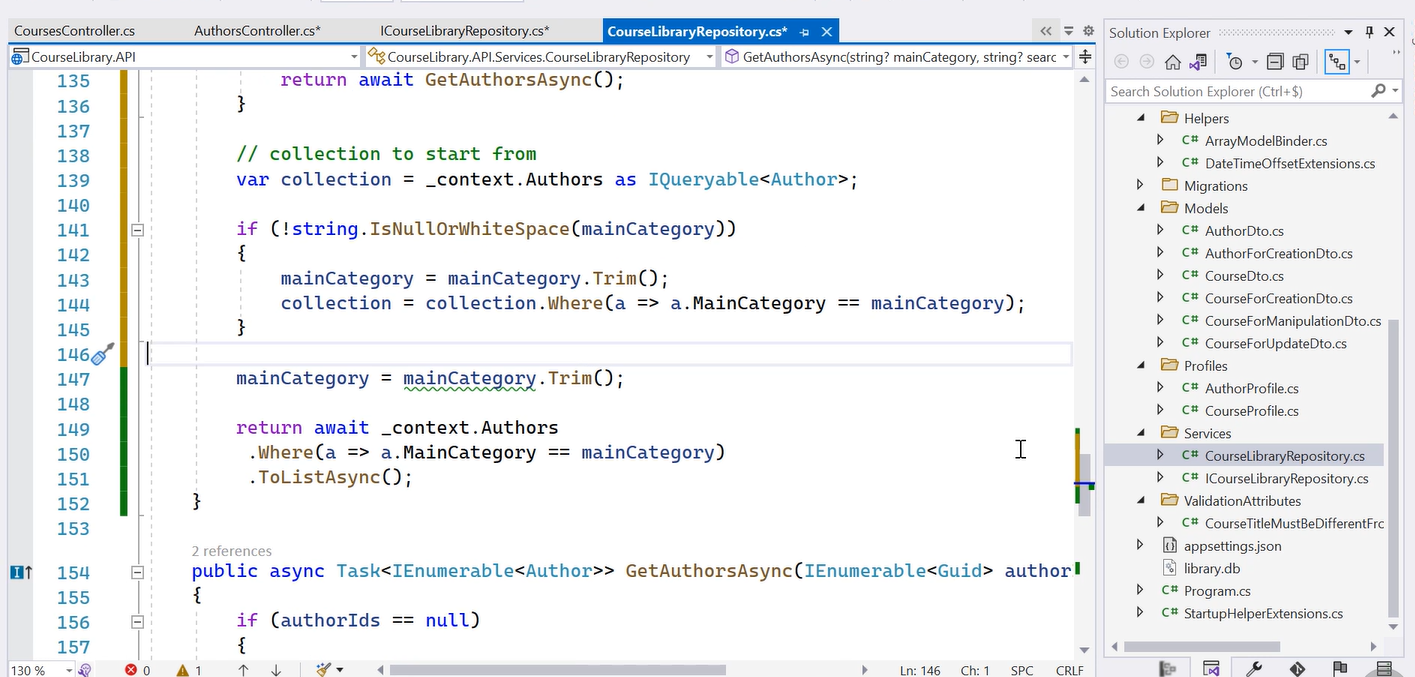 CoursesController.cs AuthorsController.cs* ICourseLibraryRepository.cs* CourseLibraryRepository.cs*
CourseLibrary.API CourseLibrary.API.Services.CourseLibraryRepository GetAuthorsAsync(string? mainCategory, string? searc
135 return await GetAuthorsAsync();
136 }
137
138 // collection to start from
139 var collection = _context.Authors as IQueryable<Author>;
140
141 if (!string.IsNullOrWhiteSpace(mainCategory))
142 {
143 mainCategory = mainCategory.Trim();
144 collection = collection.Where(a => a.MainCategory == mainCategory);
145 }
146
147 mainCategory = mainCategory.Trim();
148
149 return await _context.Authors
150 .Where(a => a.MainCategory == mainCategory)
151 .ToListAsync();
152 }
153
2 references
154 public async Task<IEnumerable<Author>> GetAuthorsAsync(IEnumerable<Guid> author
155 {
156 if (authorIds == null)
157 {
130 % 0 1 Ln: 146 Ch: 1 SPC CRLF
Solution Explorer
Search Solution Explorer (Ctrl+$)
Helpers
C# ArrayModelBinder.cs
C# DateTimeOffsetExtensions.cs
Migrations
Models
C# AuthorDto.cs
C# AuthorForCreationDto.cs
C# CourseDto.cs
C# CourseForCreationDto.cs
C# CourseForManipulationDto.cs
C# CourseForUpdateDto.cs
Profiles
C# AuthorProfile.cs
C# CourseProfile.cs
Services
C# CourseLibraryRepository.cs
C# ICourseLibraryRepository.cs
ValidationAttributes
C# CourseTitleMustBeDifferentFrc
appsettings.json
library.db
C# Program.cs
C# StartupHelperExtensions.cs